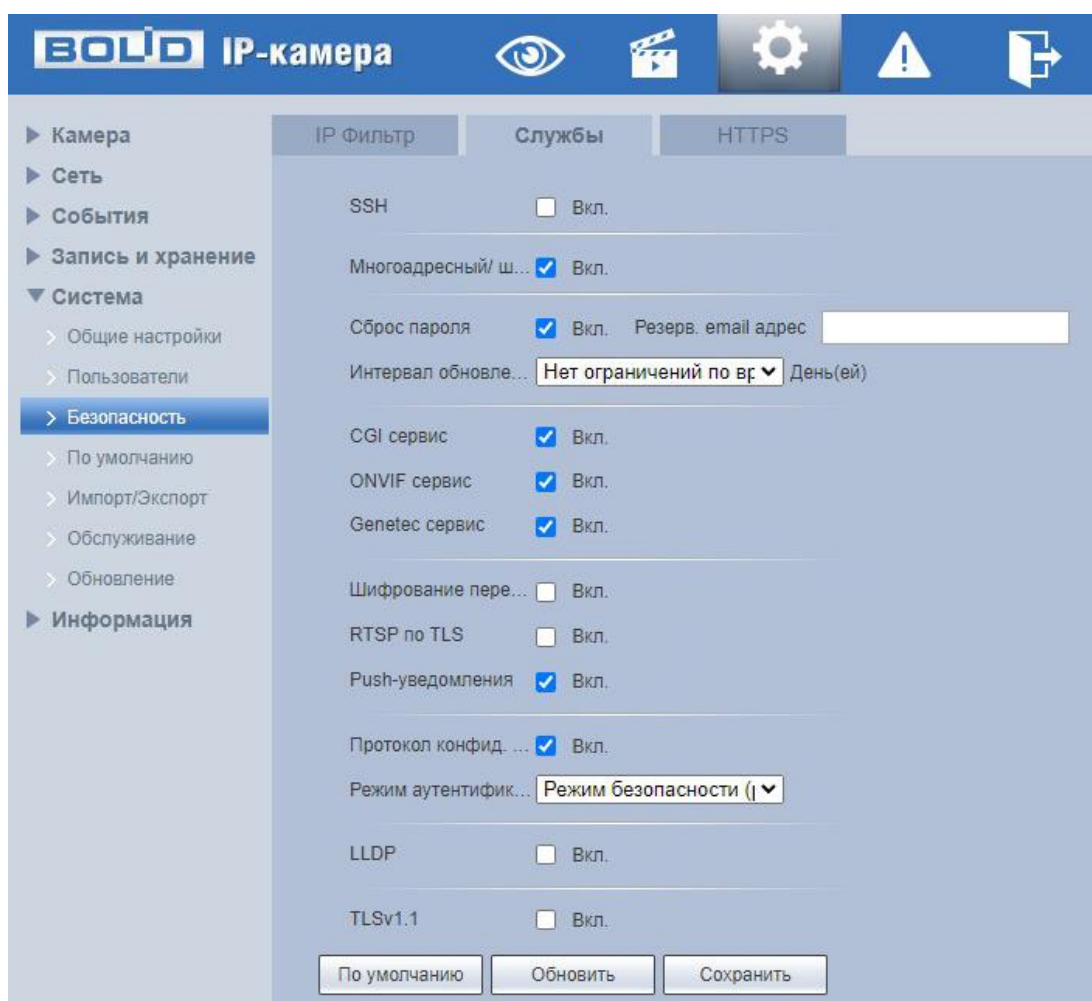 BOLID IP-камера
Камера
Сеть
События
Запись и хранение
Система
Общие настройки
Пользователи
Безопасность
По умолчанию
Импорт/Экспорт
Обслуживание
Обновление
Информация
IP Фильтр Службы HTTPS
SSH Вкл.
Многоадресный/ ш... Вкл.
Сброс пароля Вкл. Резерв. email адрес
Интервал обновле... Нет ограничений по вр День(ей)
CGI сервис Вкл.
ONVIF сервис Вкл.
Genetec сервис Вкл.
Шифрование пере... Вкл.
RTSP по TLS Вкл.
Push-уведомления Вкл.
Протокол конфид. ... Вкл.
Режим аутентифик... Режим безопасности (р
LLDP Вкл.
TLSv1.1 Вкл.
По умолчанию Обновить Сохранить